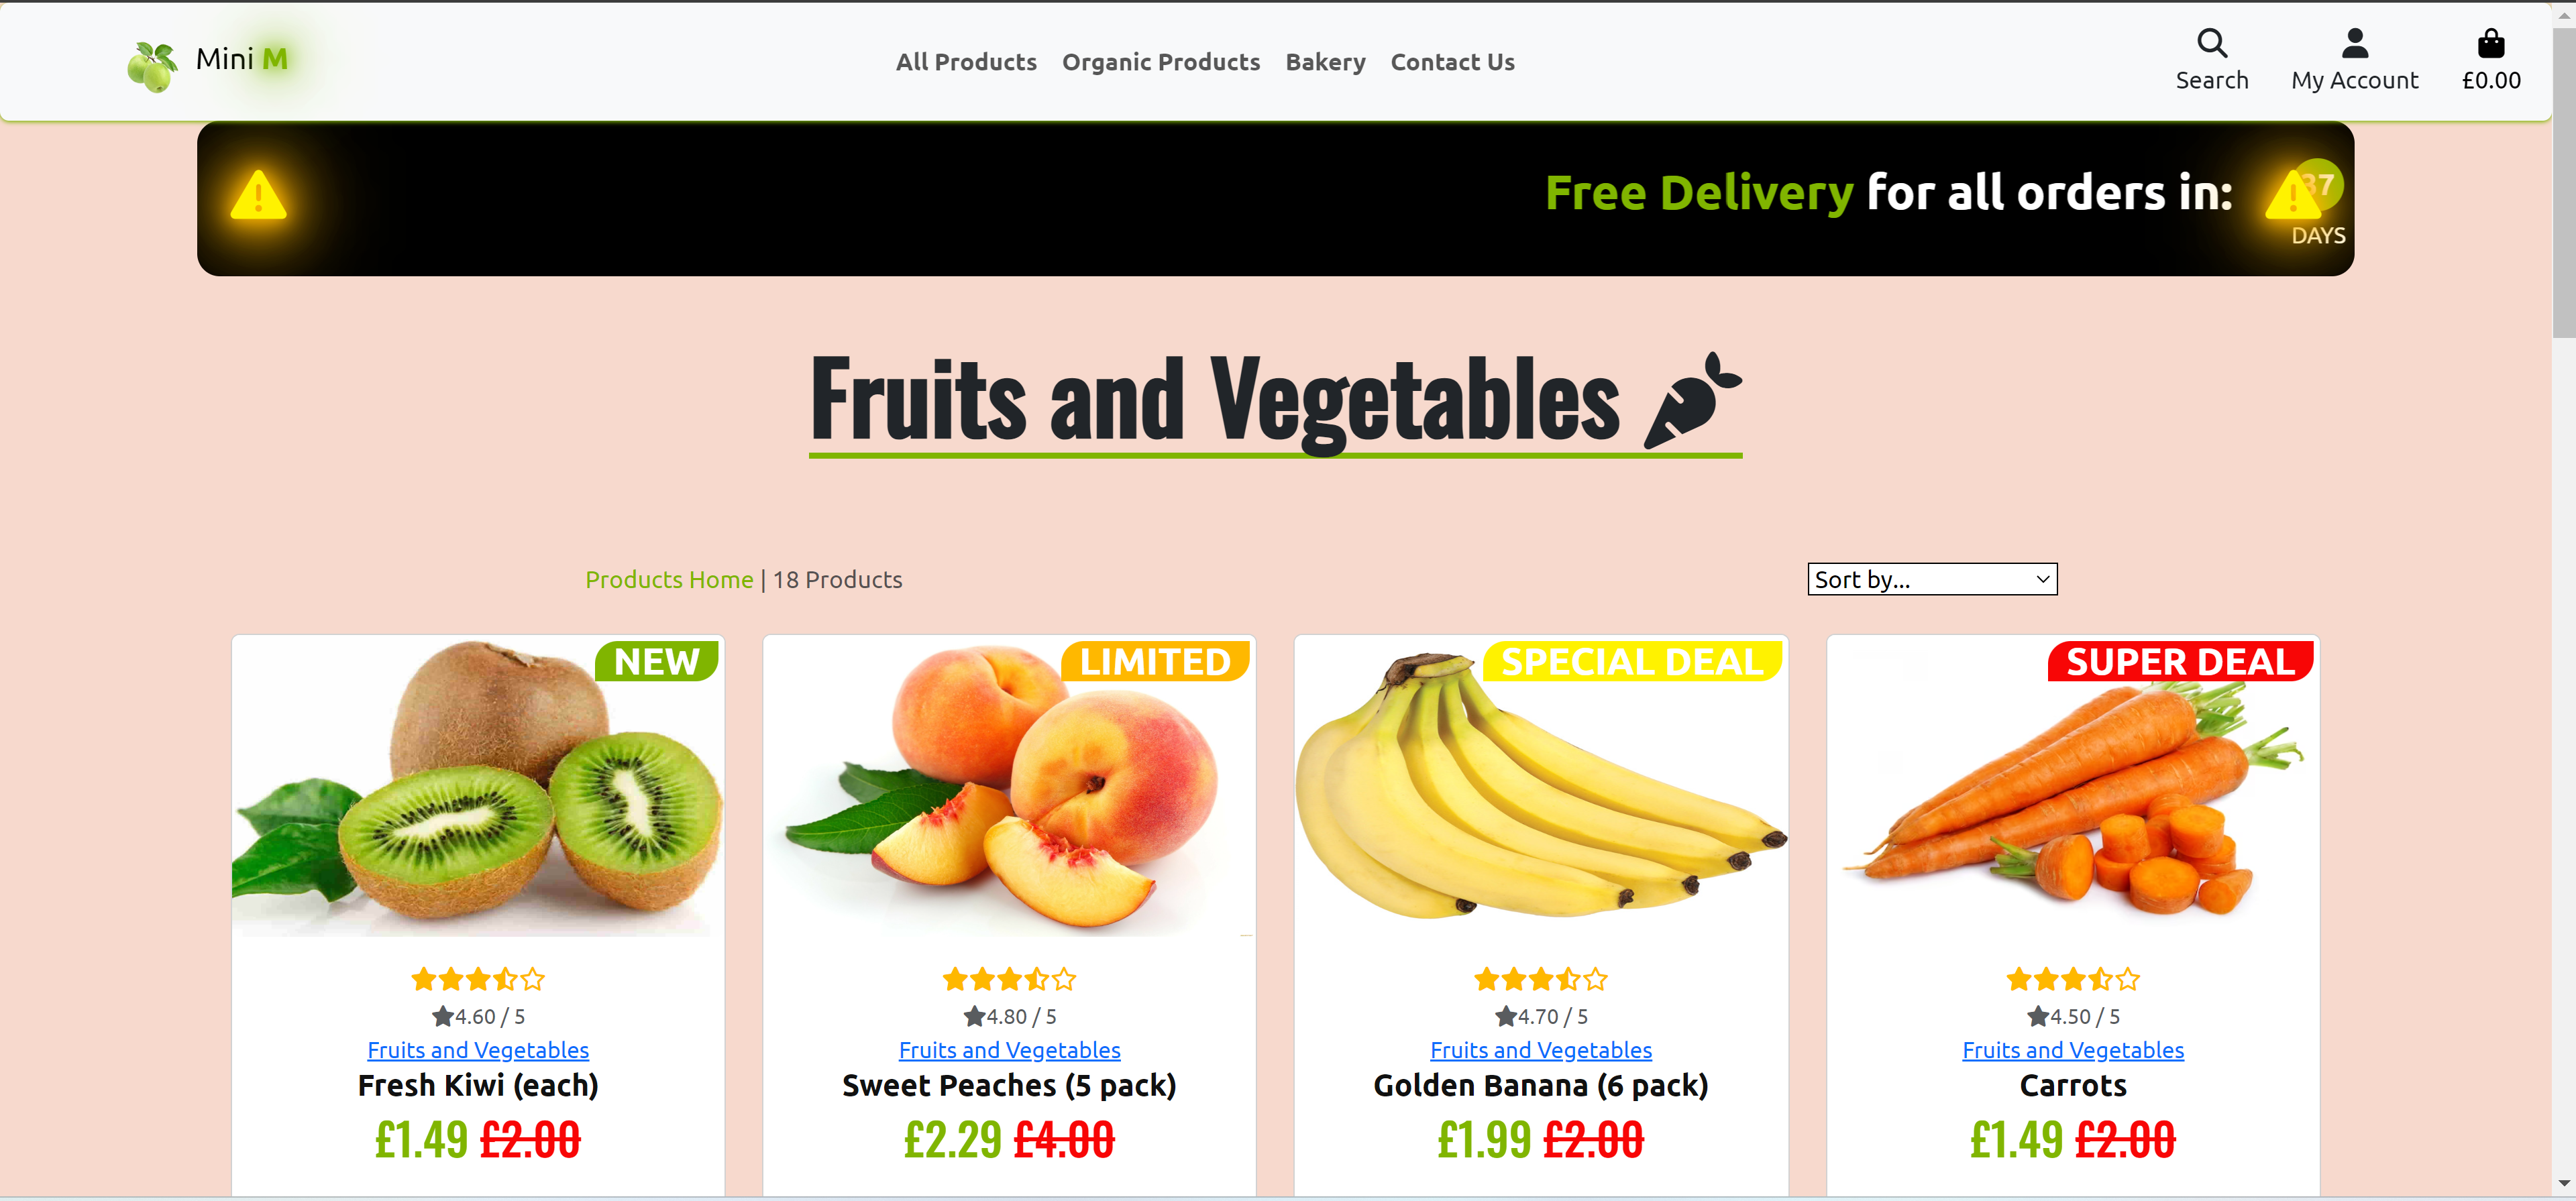 Mini M
All Products Organic Products Bakery Contact Us
Search My Account £0.00
Free Delivery for all orders in: 37
DAYS
Fruits and Vegetables
Products Home | 18 Products
Sort by...
NEW
LIMITED
SPECIAL DEAL
SUPER DEAL
4.60 / 5
Fruits and Vegetables
Fresh Kiwi (each)
£1.49 £2.00
4.80 / 5
Fruits and Vegetables
Sweet Peaches (5 pack)
£2.29 £4.00
4.70 / 5
Fruits and Vegetables
Golden Banana (6 pack)
£1.99 £2.00
4.50 / 5
Fruits and Vegetables
Carrots
£1.49 £2.00